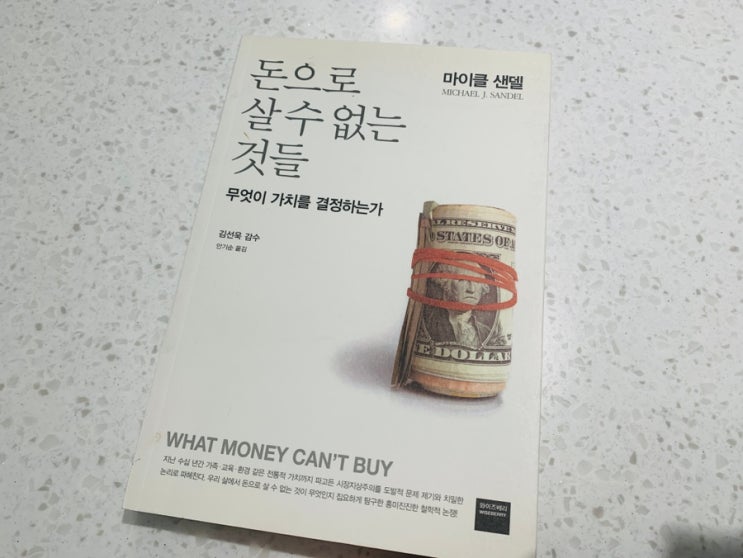 돈으로
살 수 없는
것들
마이클 샌델
MICHAEL J. SANDEL
무엇이 가치를 결정하는가
김선욱 감수
안기순 옮김
AL RESERVE
STATES OF A
E DOLLAR
WHAT MONEY CAN'T BUY
지난 수십 년간 가족·교육·환경 같은 전통적 가치까지 파고든 시장지상주의를 도발적 문제 제기와 치밀한
논리로 파헤친다. 우리 삶에서 돈으로 살 수 없는 것이 무엇인지 집요하게 탐구한 흥미진진한 철학적 논쟁!
와이즈베리
WISEBERRY